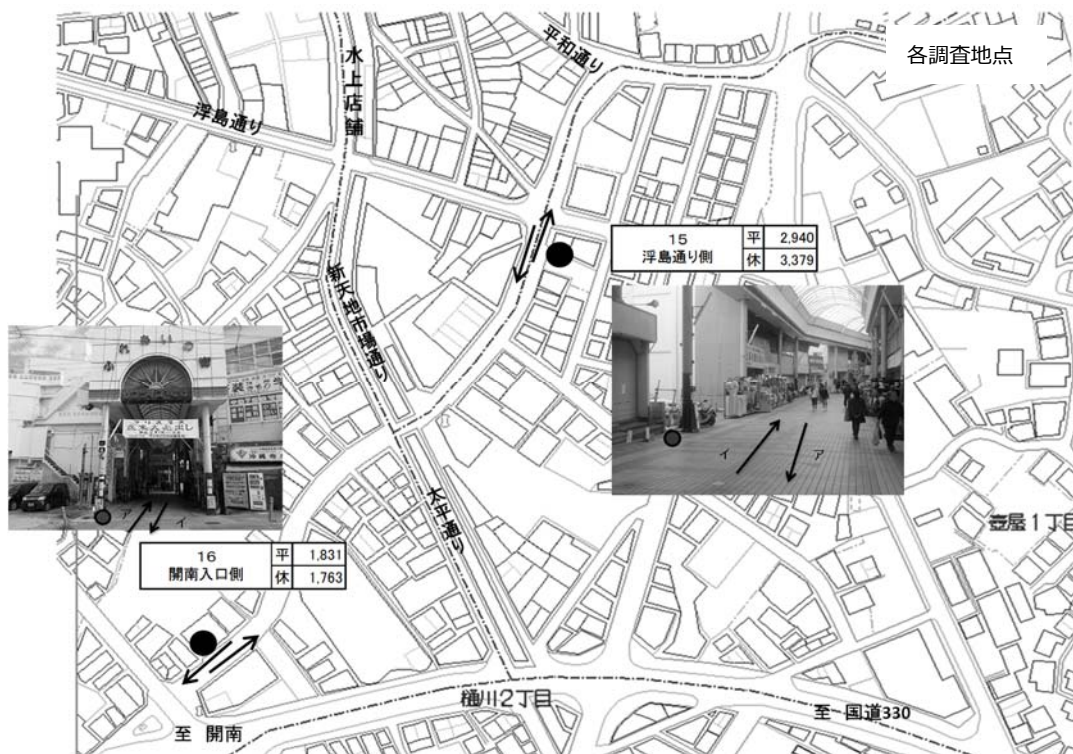 各調査地点
平和通り
水上店舗
浮島通り
15
浮島通り側
平 2,940
休 3,379
新天地市場通り
イ
ア
太平通り
壺屋1丁目
ア
イ
16
開南入口側
平 1,831
休 1,763
樋川2丁目
至 開南
至 国道330